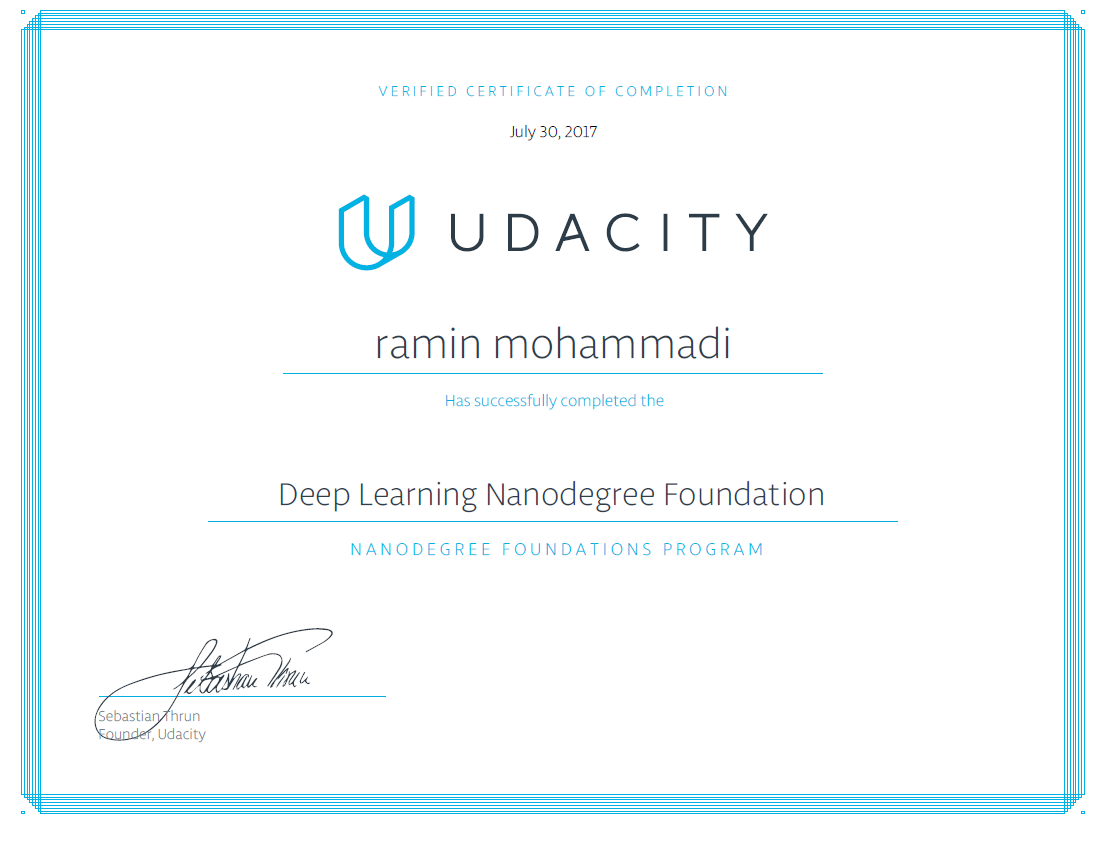 VERIFIED CERTIFICATE OF COMPLETION
July 30, 2017
UDACITY
ramin mohammadi
Has successfully completed the
Deep Learning Nanodegree Foundation
NANODEGREE FOUNDATIONS PROGRAM
Sebastian Thrun
Sebastian Thrun
Founder, Udacity